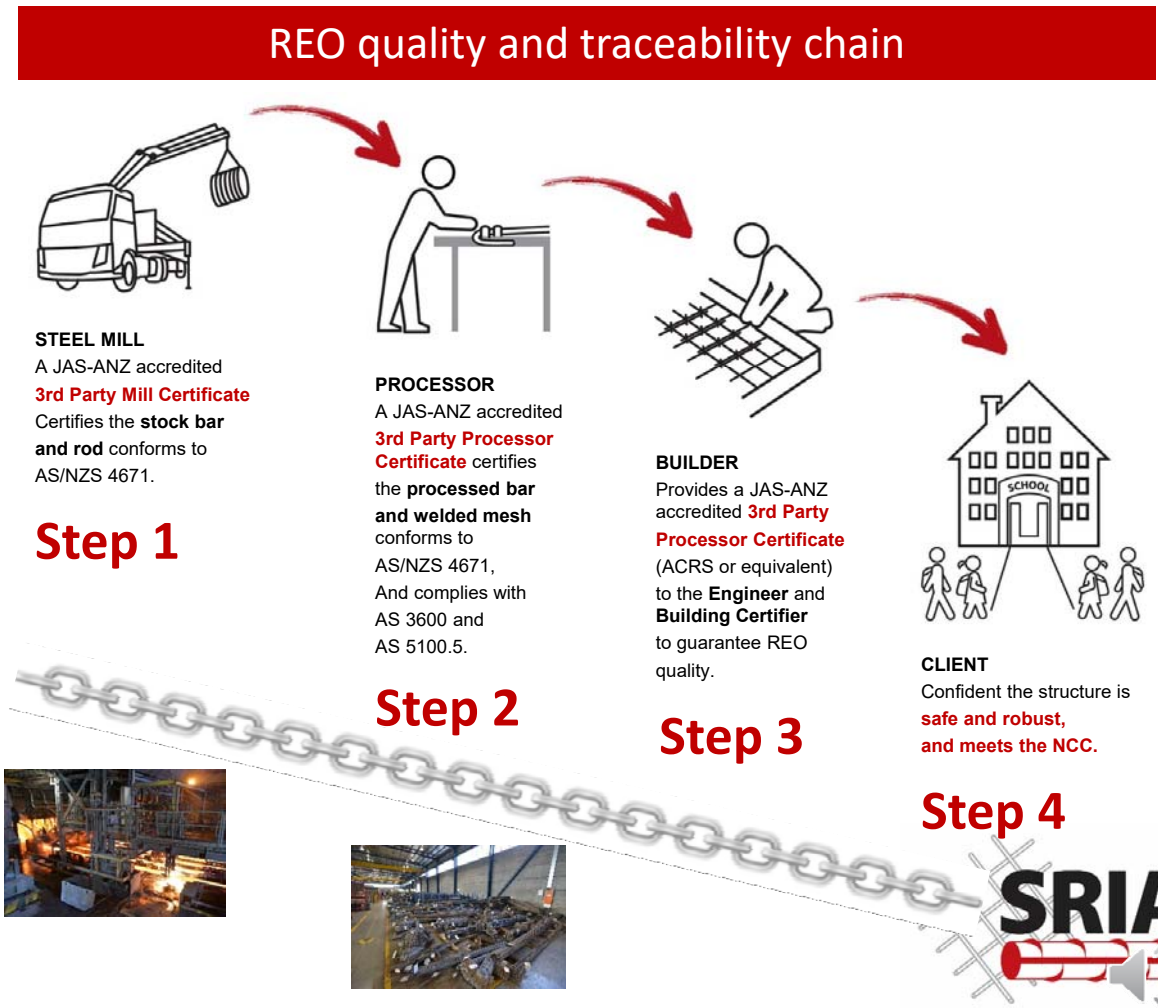 REO quality and traceability chain
STEEL MILL
A JAS-ANZ accredited
3rd Party Mill Certificate
Certifies the stock bar
and rod conforms to
AS/NZS 4671.
Step 1
PROCESSOR
A JAS-ANZ accredited
3rd Party Processor
Certificate certifies
the processed bar
and welded mesh
conforms to
AS/NZS 4671,
And complies with
AS 3600 and
AS 5100.5.
Step 2
BUILDER
Provides a JAS-ANZ
accredited 3rd Party
Processor Certificate
(ACRS or equivalent)
to the Engineer and
Building Certifier
to guarantee REO
quality.
Step 3
SCHOOL
CLIENT
Confident the structure is
safe and robust,
and meets the NCC.
Step 4
SRIA